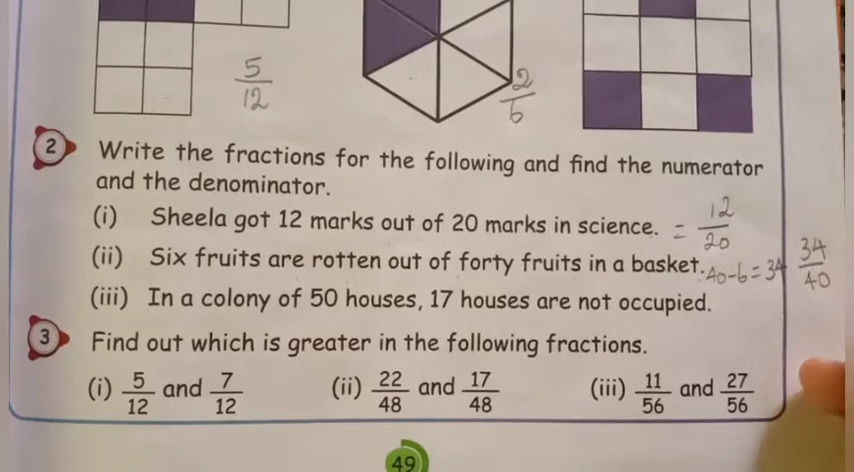 5/12
2/6
2 Write the fractions for the following and find the numerator
and the denominator.
(i) Sheela got 12 marks out of 20 marks in science. = 12/20
(ii) Six fruits are rotten out of forty fruits in a basket. 40-6=34 34/40
(iii) In a colony of 50 houses, 17 houses are not occupied.
3 Find out which is greater in the following fractions.
(i) 5/12 and 7/12 (ii) 22/48 and 17/48 (iii) 11/56 and 27/56
49